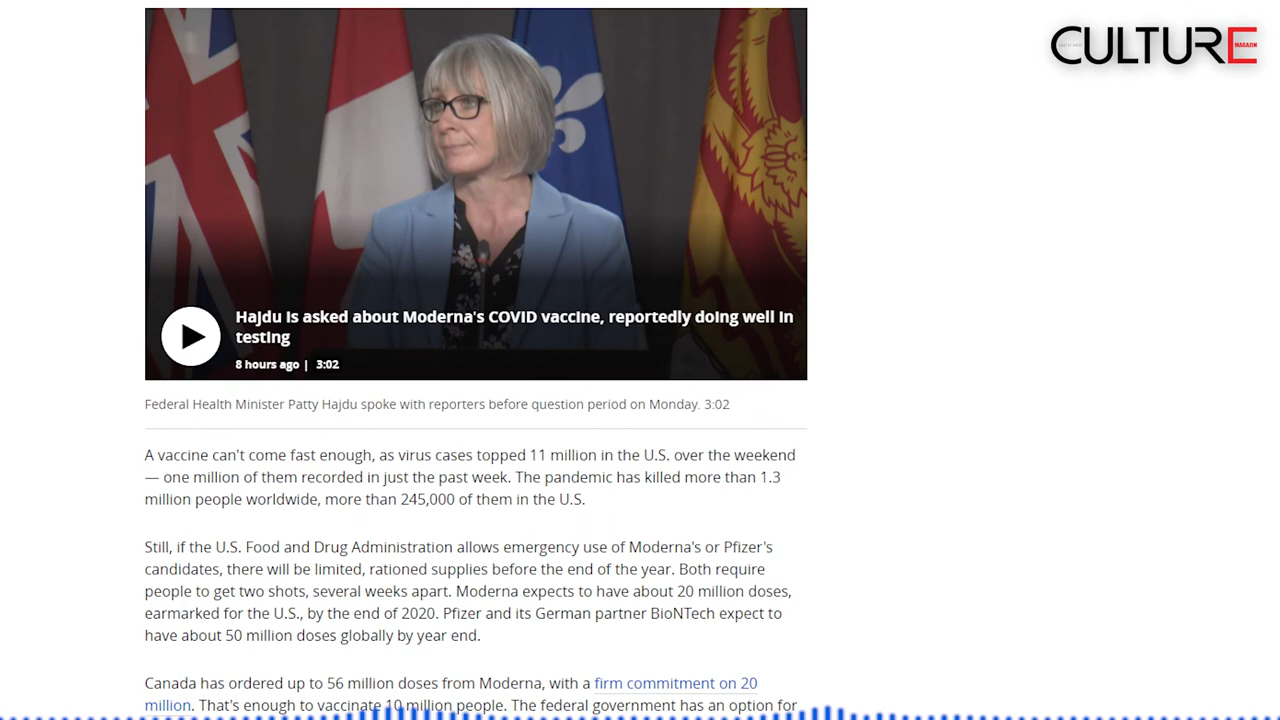 CULTURE
MAGAZIN
Hajdu is asked about Moderna's COVID vaccine, reportedly doing well in
testing
8 hours ago | 3:02
Federal Health Minister Patty Hajdu spoke with reporters before question period on Monday. 3:02
A vaccine can't come fast enough, as virus cases topped 11 million in the U.S. over the weekend
— one million of them recorded in just the past week. The pandemic has killed more than 1.3
million people worldwide, more than 245,000 of them in the U.S.
Still, if the U.S. Food and Drug Administration allows emergency use of Moderna's or Pfizer's
candidates, there will be limited, rationed supplies before the end of the year. Both require
people to get two shots, several weeks apart. Moderna expects to have about 20 million doses,
earmarked for the U.S., by the end of 2020. Pfizer and its German partner BioNTech expect to
have about 50 million doses globally by year end.
Canada has ordered up to 56 million doses from Moderna, with a firm commitment on 20
million. That's enough to vaccinate 10 million people. The federal government has an option for